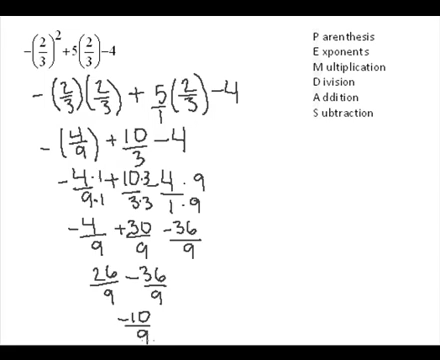 -(2/3)^2 + 5(2/3) - 4
- (2/3)(2/3) + 5/1 (2/3) - 4
- (4/9) + 10/3 - 4
-4·1/9·1 + 10·3/3·3 - 4/1 · 9/9
-4/9 + 30/9 - 36/9
26/9 - 36/9
-10/9
P arenthesis
E xponents
M ultiplication
D ivision
A ddition
S ubtraction